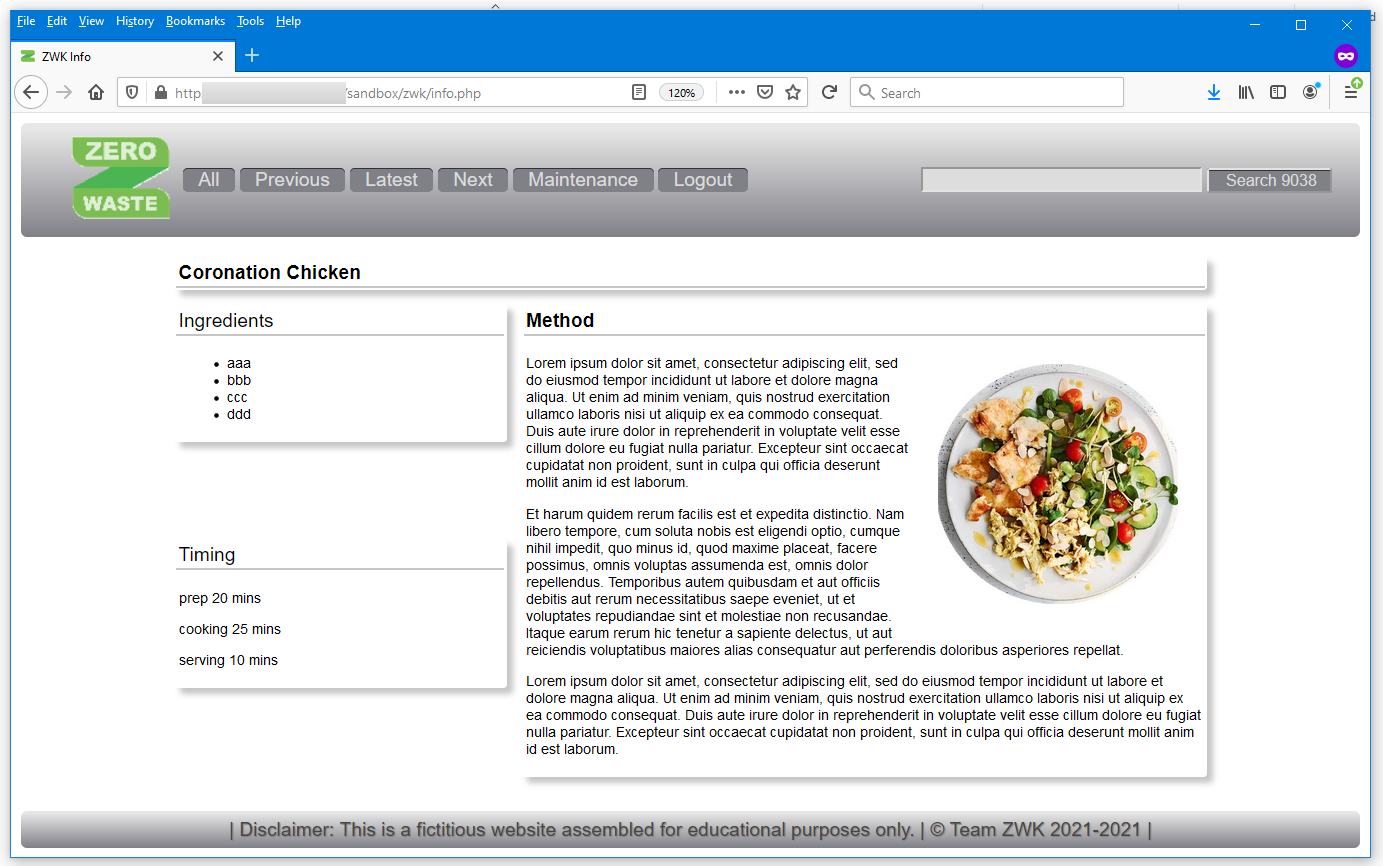 File Edit View History Bookmarks Tools Help
ZWK Info
http /sandbox/zwk/info.php 120% Search
ZERO
WASTE
All Previous Latest Next Maintenance Logout Search 9038
Coronation Chicken
Ingredients
aaa
bbb
ccc
ddd
Timing
prep 20 mins
cooking 25 mins
serving 10 mins
Method
Lorem ipsum dolor sit amet, consectetur adipiscing elit, sed
do eiusmod tempor incididunt ut labore et dolore magna
aliqua. Ut enim ad minim veniam, quis nostrud exercitation
ullamco laboris nisi ut aliquip ex ea commodo consequat.
Duis aute irure dolor in reprehenderit in voluptate velit esse
cillum dolore eu fugiat nulla pariatur. Excepteur sint occaecat
cupidatat non proident, sunt in culpa qui officia deserunt
mollit anim id est laborum.
Et harum quidem rerum facilis est et expedita distinctio. Nam
libero tempore, cum soluta nobis est eligendi optio, cumque
nihil impedit, quo minus id, quod maxime placeat, facere
possimus, omnis voluptas assumenda est, omnis dolor
repellendus. Temporibus autem quibusdam et aut officiis
debitis aut rerum necessitatibus saepe eveniet, ut et
voluptates repudiandae sint et molestiae non recusandae.
Itaque earum rerum hic tenetur a sapiente delectus, ut aut
reiciendis voluptatibus maiores alias consequatur aut perferendis doloribus asperiores repellat.
Lorem ipsum dolor sit amet, consectetur adipiscing elit, sed do eiusmod tempor incididunt ut labore et
dolore magna aliqua. Ut enim ad minim veniam, quis nostrud exercitation ullamco laboris nisi ut aliquip ex
ea commodo consequat. Duis aute irure dolor in reprehenderit in voluptate velit esse cillum dolore eu fugiat
nulla pariatur. Excepteur sint occaecat cupidatat non proident, sunt in culpa qui officia deserunt mollit anim
id est laborum.
| Disclaimer: This is a fictitious website assembled for educational purposes only. | © Team ZWK 2021-2021 |